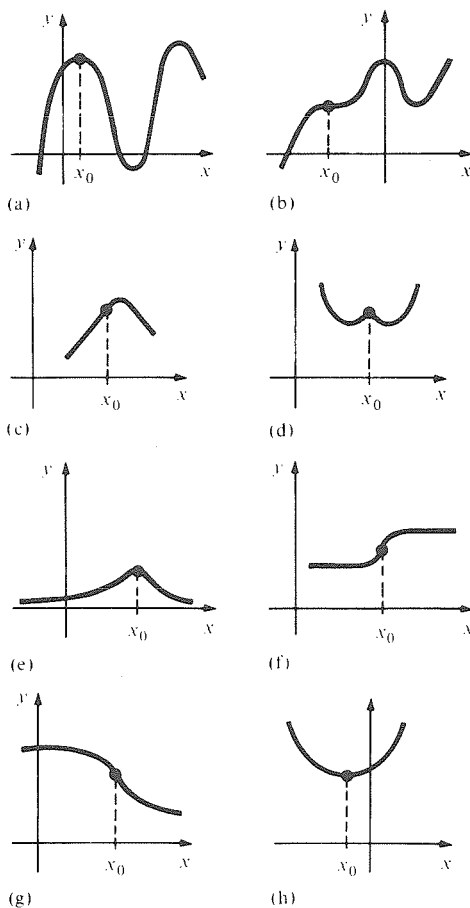 y y
x₀ x x₀ x
(a) (b)
y y
x₀ x x₀ x
(c) (d)
y y
x₀ x x₀ x
(e) (f)
y
x₀ x x₀ x
(g) (h)